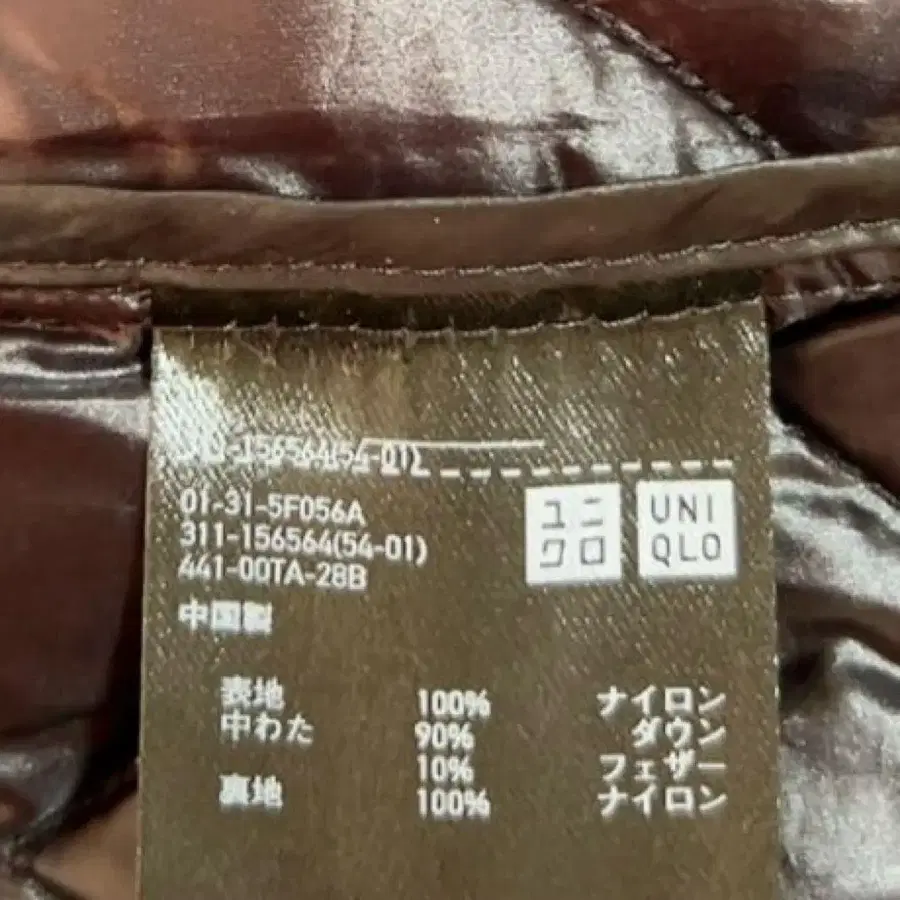 311-156564(54-01)
01-31-5F056A
311-156564(54-01)
441-00TA-28B
ユニ
クロ
UNI
QLO
中国製
表地 100% ナイロン
中わた 90% ダウン
10% フェザー
裏地 100% ナイロン